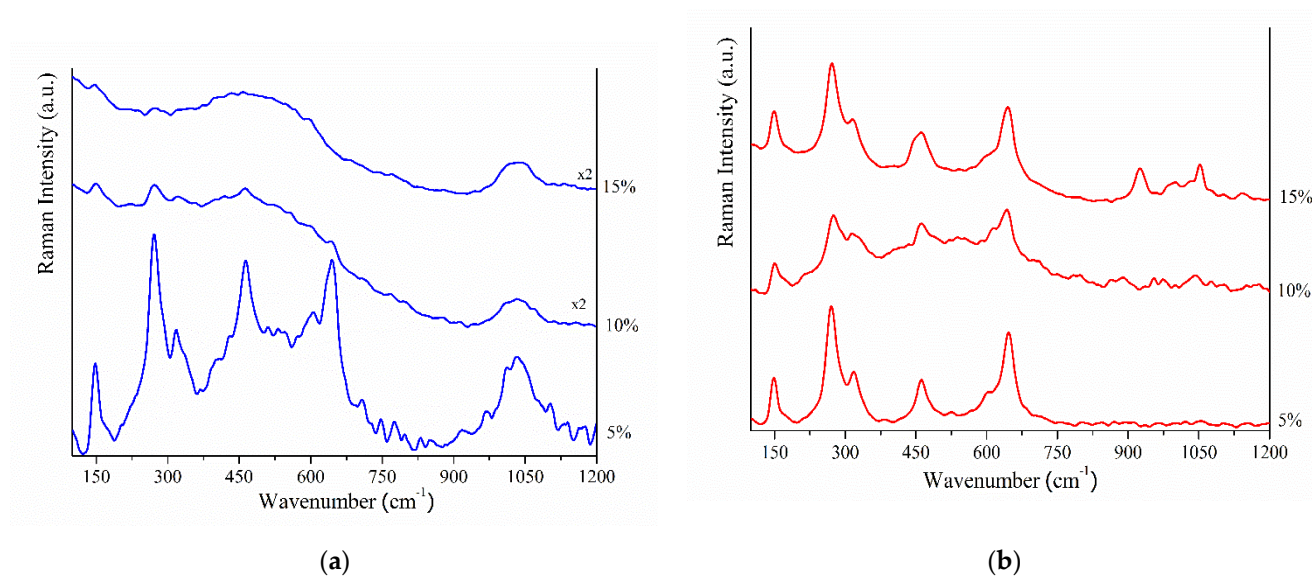 Raman Intensity (a.u.)
x2
15%
x2
10%
5%
150 300 450 600 750 900 1050 1200
Wavenumber (cm-1)
(a)
Raman Intensity (a.u.)
15%
10%
5%
150 300 450 600 750 900 1050 1200
Wavenumber (cm-1)
(b)